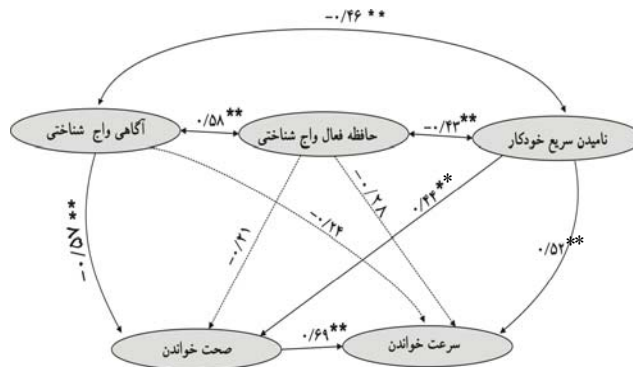 -۰/۴۶ **
آگاهی واج شناختی
۰/۵۸ **
حافظه فعال واج شناختی
-۰/۴۳ **
نامیدن سریع خودکار
-۰/۵۷ **
-۰/۲۱
-۰/۲۴
-۰/۲۸
۰/۴۴ **
۰/۵۲ **
صحت خواندن
۰/۶۹ **
سرعت خواندن